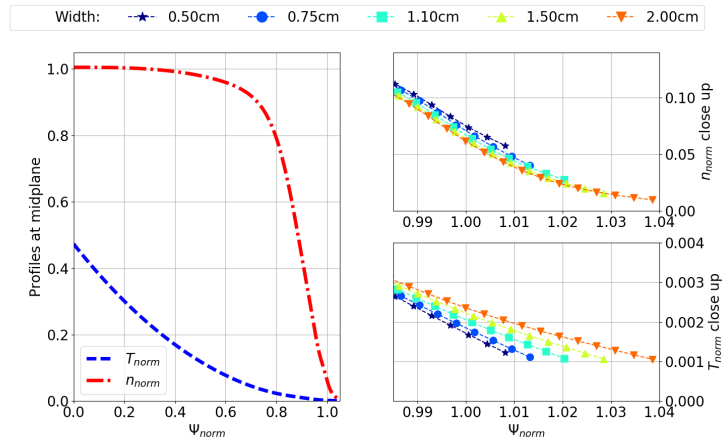 Width: 0.50cm 0.75cm 1.10cm 1.50cm 2.00cm
Profiles at midplane
1.0
0.8
0.6
0.4
0.2
0.0
T_norm
n_norm
0.0 0.2 0.4 0.6 0.8 1.0
Ψ_norm
0.10
0.05
0.00
n_norm close up
0.99 1.00 1.01 1.02 1.03 1.04
0.004
0.003
0.002
0.001
0.000
T_norm close up
0.99 1.00 1.01 1.02 1.03 1.04
Ψ_norm